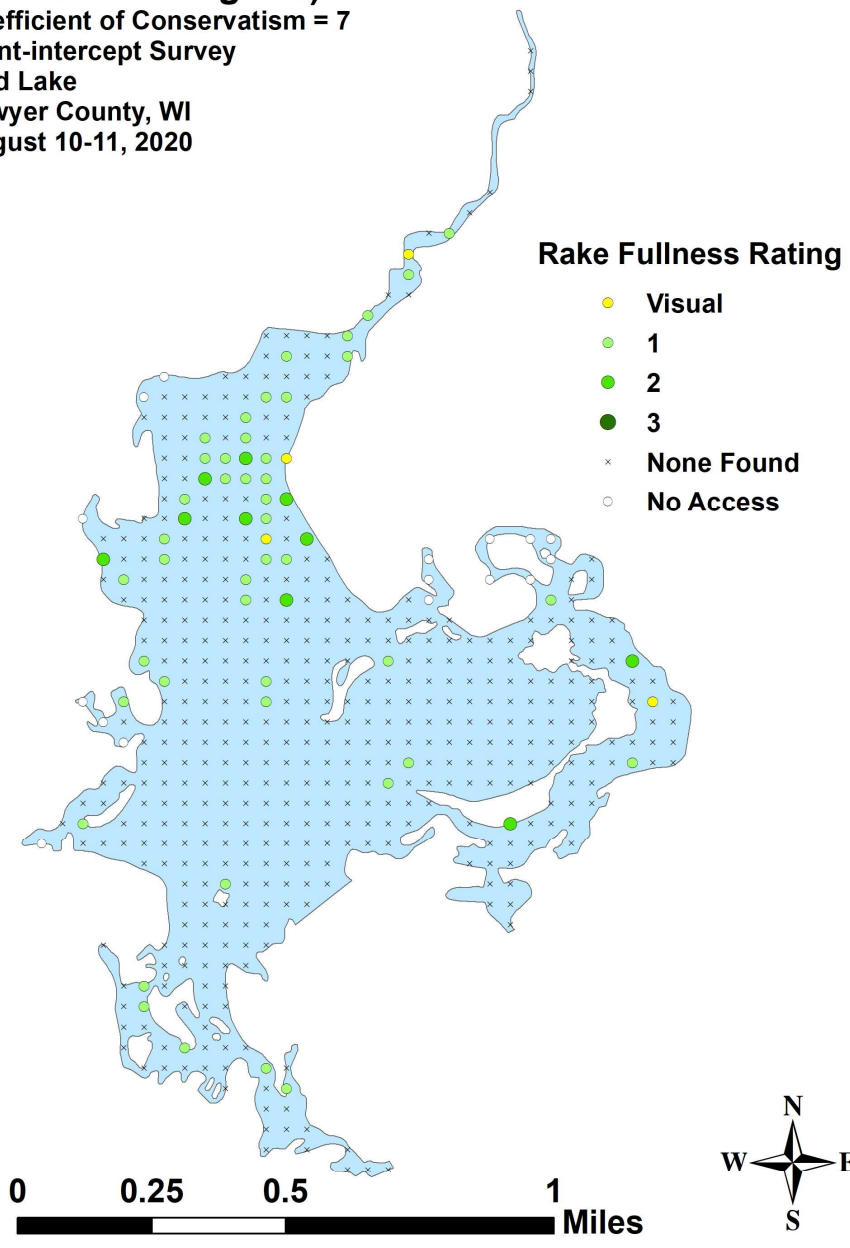 efficient of Conservatism = 7
nt-intercept Survey
d Lake
wyer County, WI
gust 10-11, 2020
Rake Fullness Rating
Visual
1
2
3
None Found
No Access
N
W E
S
0 0.25 0.5 1
Miles